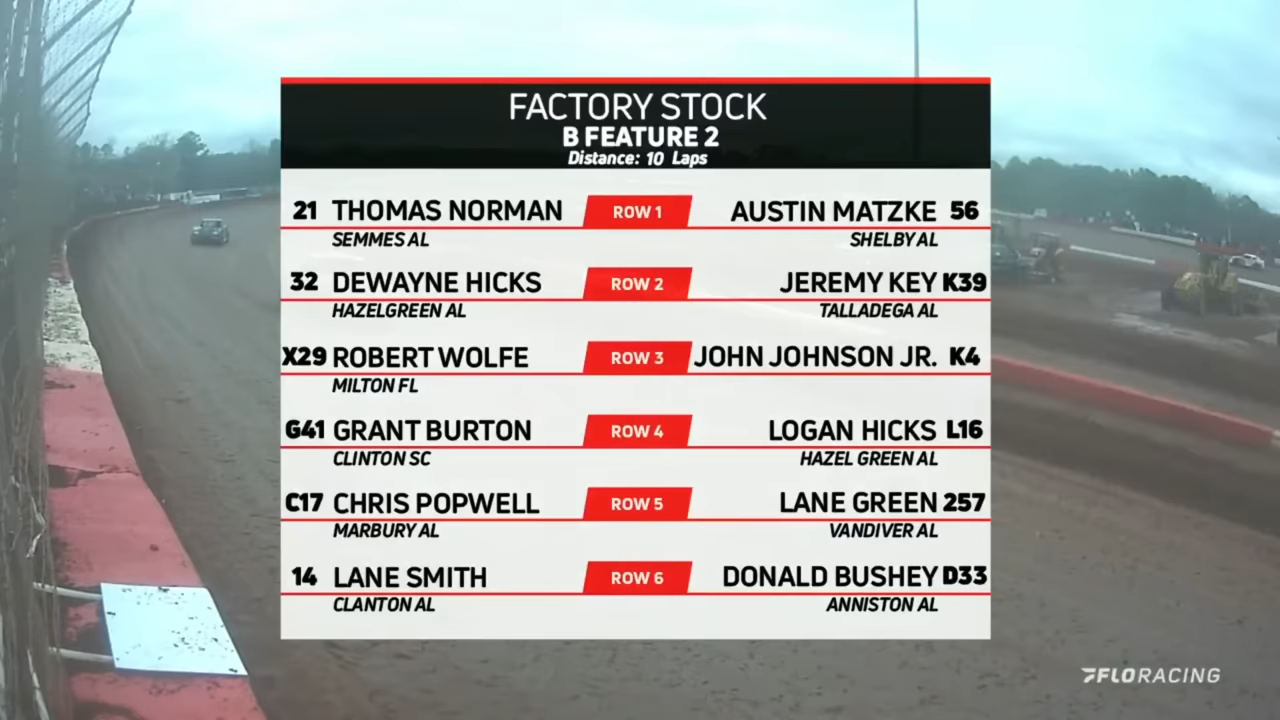 FACTORY STOCK
B FEATURE 2
Distance: 10 Laps
21 THOMAS NORMAN ROW 1 AUSTIN MATZKE 56
SEMMES AL SHELBY AL
32 DEWAYNE HICKS ROW 2 JEREMY KEY K39
HAZELGREEN AL TALLADEGA AL
X29 ROBERT WOLFE ROW 3 JOHN JOHNSON JR. K4
MILTON FL
G41 GRANT BURTON ROW 4 LOGAN HICKS L16
CLINTON SC HAZEL GREEN AL
C17 CHRIS POPWELL ROW 5 LANE GREEN 257
MARBURY AL VANDIVER AL
14 LANE SMITH ROW 6 DONALD BUSHEY D33
CLANTON AL ANNISTON AL
FLORACING